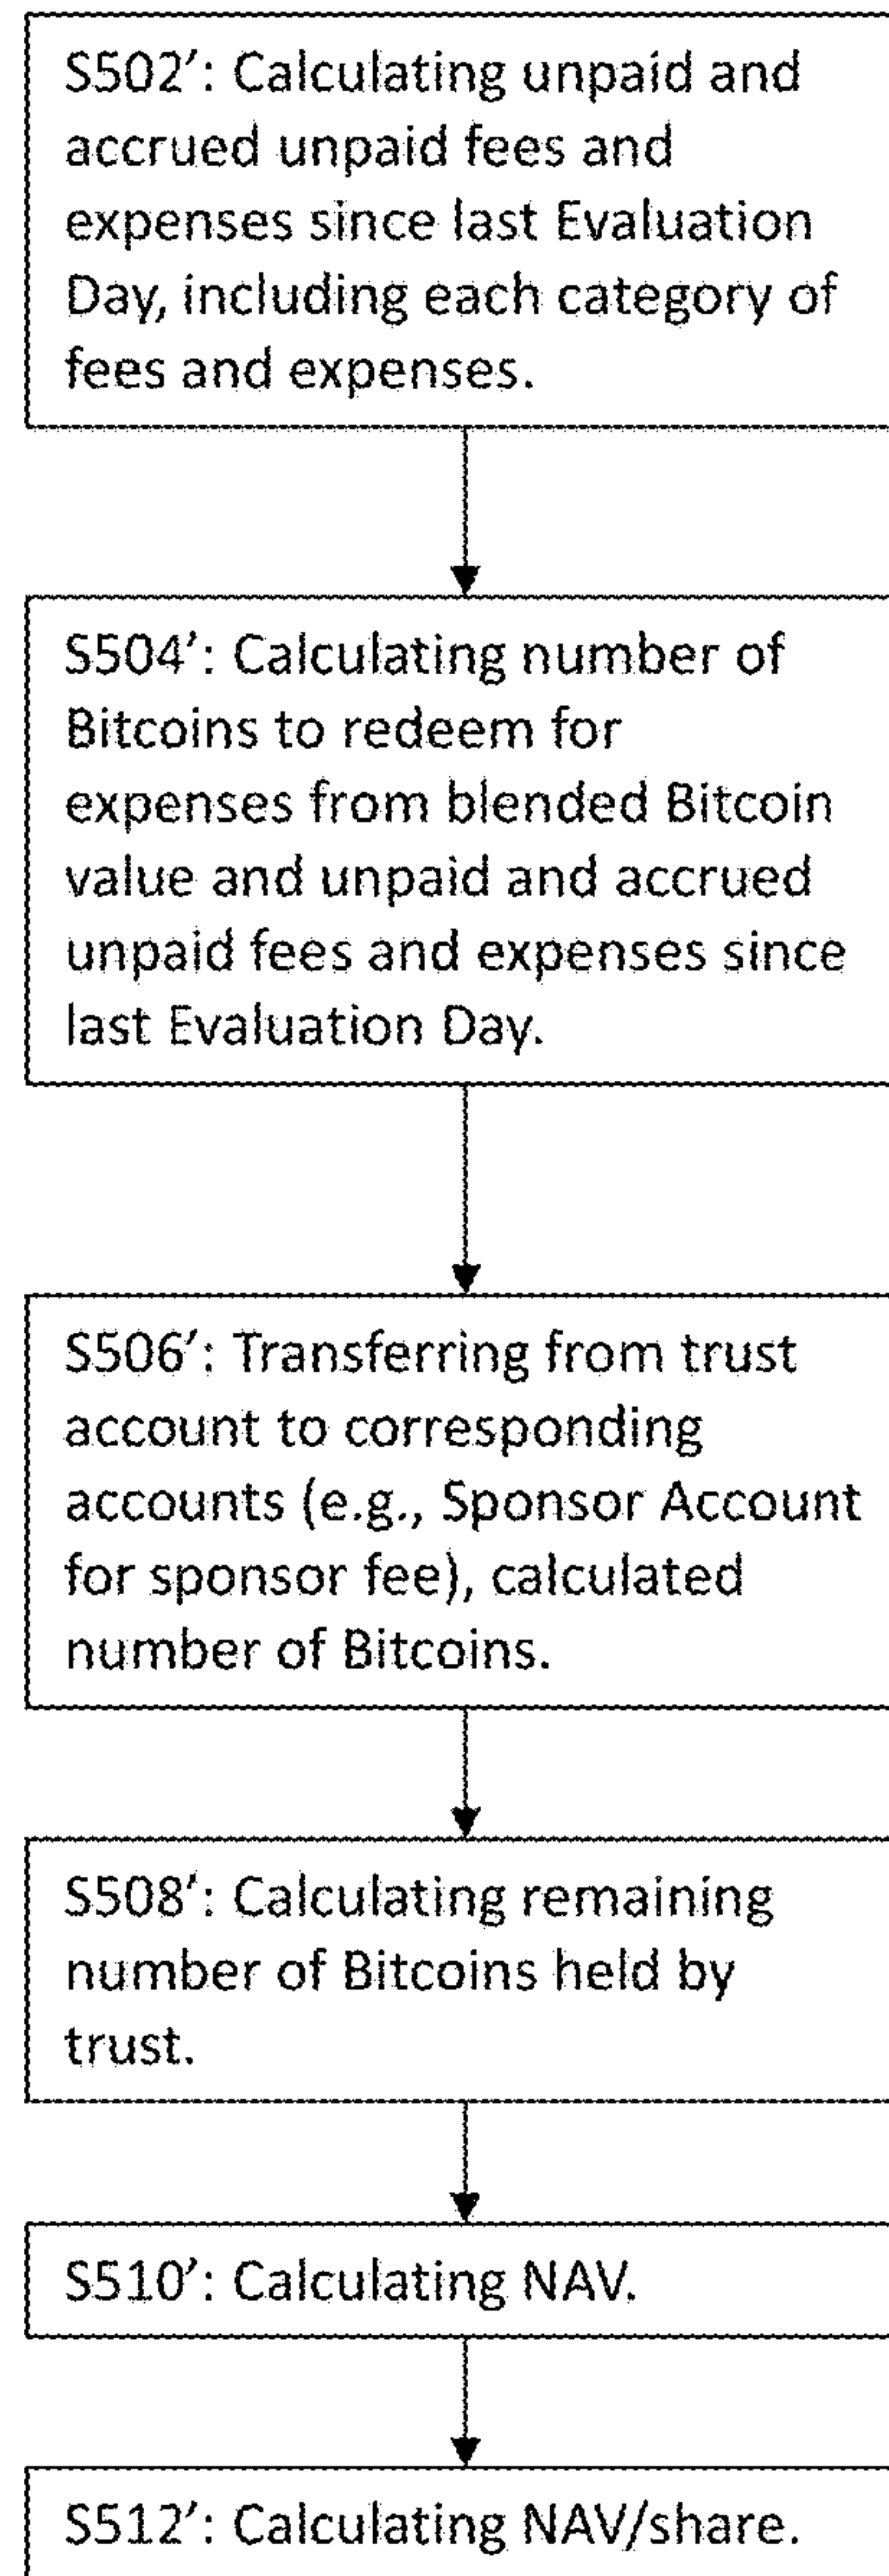 S502′: Calculating unpaid and
accrued unpaid fees and
expenses since last Evaluation
Day, including each category of
fees and expenses.
S504′: Calculating number of
Bitcoins to redeem for
expenses from blended Bitcoin
value and unpaid and accrued
unpaid fees and expenses since
last Evaluation Day.
S506′: Transferring from trust
account to corresponding
accounts (e.g., Sponsor Account
for sponsor fee), calculated
number of Bitcoins.
S508′: Calculating remaining
number of Bitcoins held by
trust.
S510′: Calculating NAV.
S512′: Calculating NAV/share.